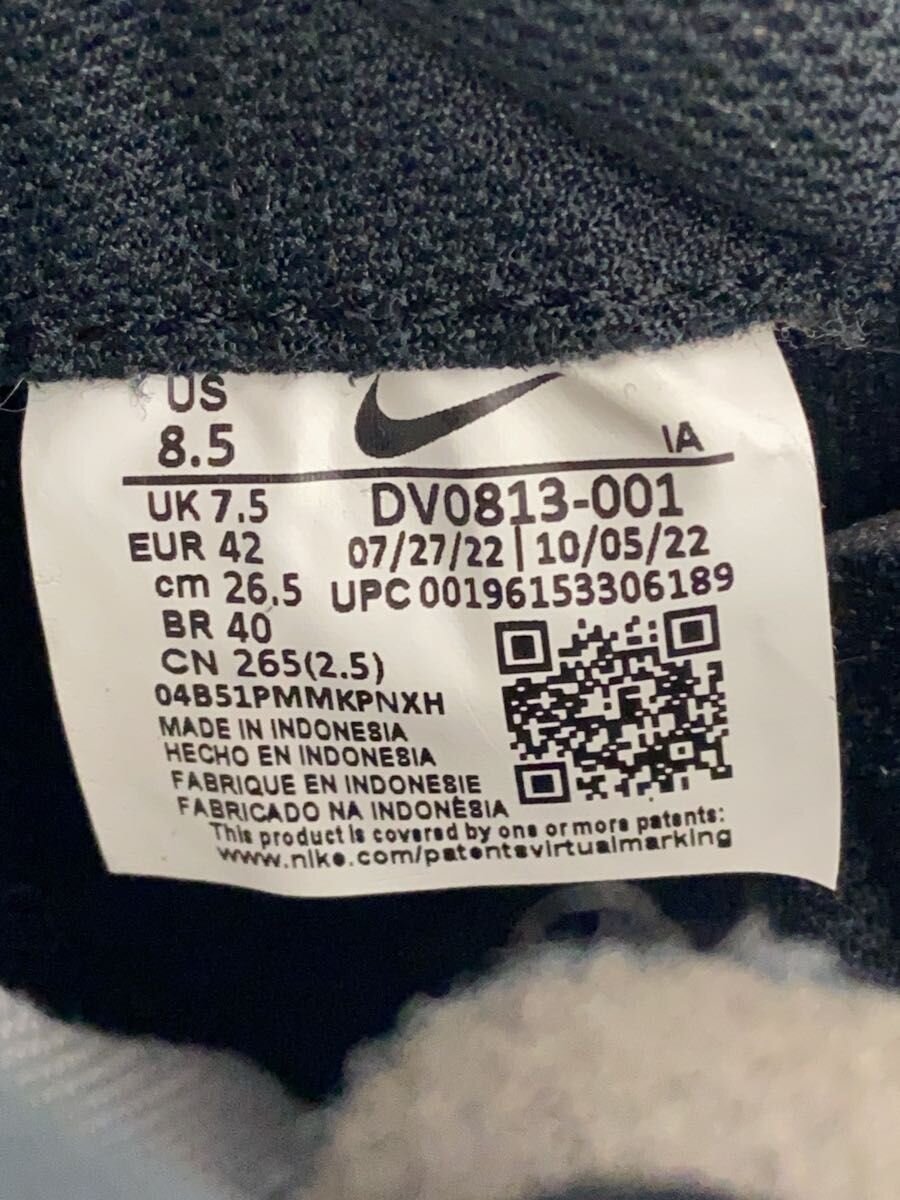 US
8.5
IA
UK 7.5
DV0813-001
EUR 42
07/27/22 | 10/05/22
cm 26.5
UPC 00196153306189
BR 40
CN 265(2.5)
04B51PMMKPNXH
MADE IN INDONESIA
HECHO EN INDONESIA
FABRIQUE EN INDONESIE
FABRICADO NA INDONÉSIA
This product is covered by one or more patents:
www.nike.com/patentsvirtualmarking